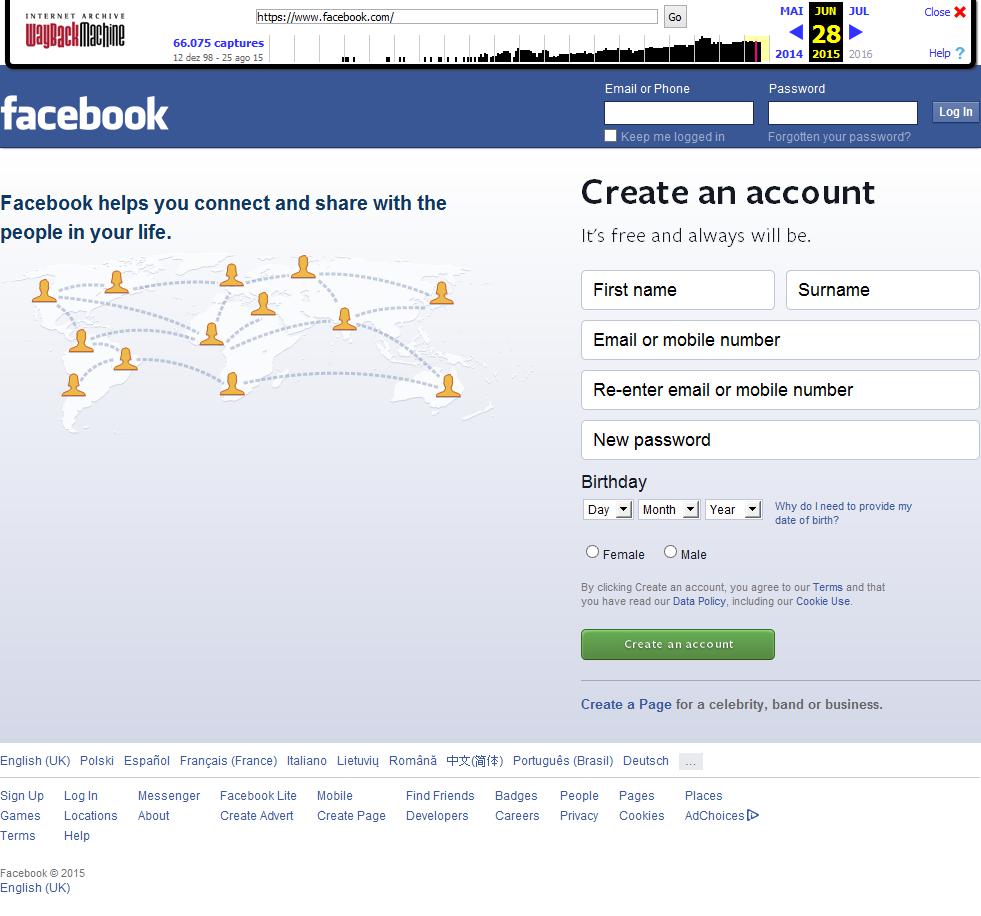 INTERNET ARCHIVE
WayBackMachine
https://www.facebook.com/
Go
66.075 captures
12 dez 98 - 25 ago 15
MAI JUN JUL
28
2014 2015 2016
Close
Help ?
facebook
Email or Phone
Password
Log In
Keep me logged in
Forgotten your password?
Facebook helps you connect and share with the
people in your life.
Create an account
It's free and always will be.
First name
Surname
Email or mobile number
Re-enter email or mobile number
New password
Birthday
Day Month Year
Why do I need to provide my
date of birth?
Female Male
By clicking Create an account, you agree to our Terms and that
you have read our Data Policy, including our Cookie Use.
Create an account
Create a Page for a celebrity, band or business.
English (UK) Polski Español Français (France) Italiano Lietuvių Română 中文(简体) Português (Brasil) Deutsch ...
Sign Up Log In Messenger Facebook Lite Mobile Find Friends Badges People Pages Places
Games Locations About Create Advert Create Page Developers Careers Privacy Cookies AdChoices
Terms Help
Facebook © 2015
English (UK)